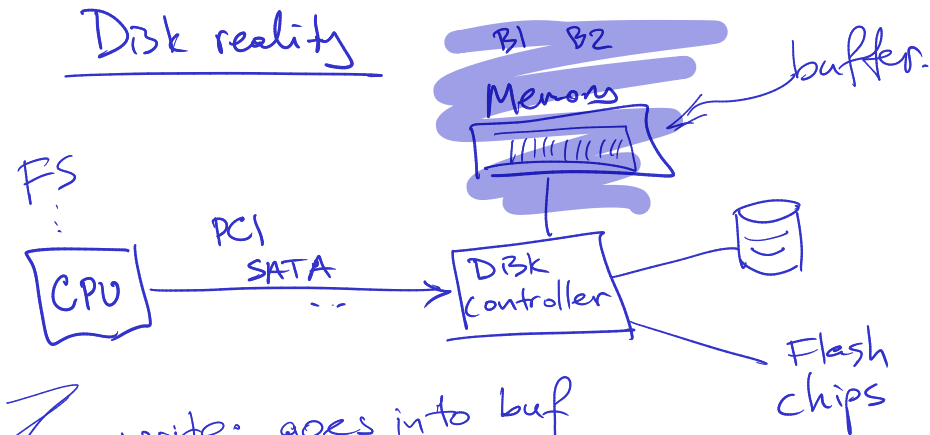 Disk reality
B1 B2
Memory
buffer.
FS
PCI
SATA
CPU
Disk
controller
Flash
chips
write: goes into buf